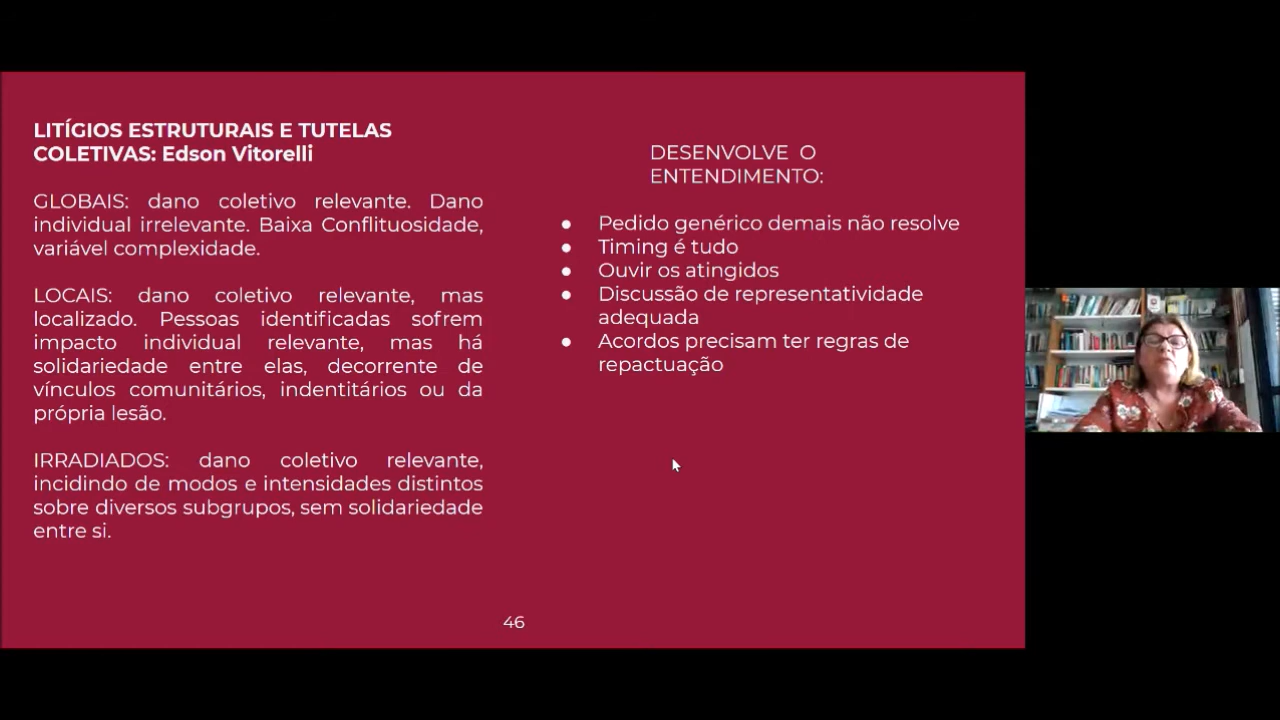 LITÍGIOS ESTRUTURAIS E TUTELAS
COLETIVAS: Edson Vitorelli
GLOBAIS: dano coletivo relevante. Dano
individual irrelevante. Baixa Conflituosidade,
variável complexidade.
LOCAIS: dano coletivo relevante, mas
localizado. Pessoas identificadas sofrem
impacto individual relevante, mas há
solidariedade entre elas, decorrente de
vínculos comunitários, indentitários ou da
própria lesão.
IRRADIADOS: dano coletivo relevante,
incidindo de modos e intensidades distintos
sobre diversos subgrupos, sem solidariedade
entre si.
DESENVOLVE O
ENTENDIMENTO:
● Pedido genérico demais não resolve
● Timing é tudo
● Ouvir os atingidos
● Discussão de representatividade
adequada
● Acordos precisam ter regras de
repactuação
46